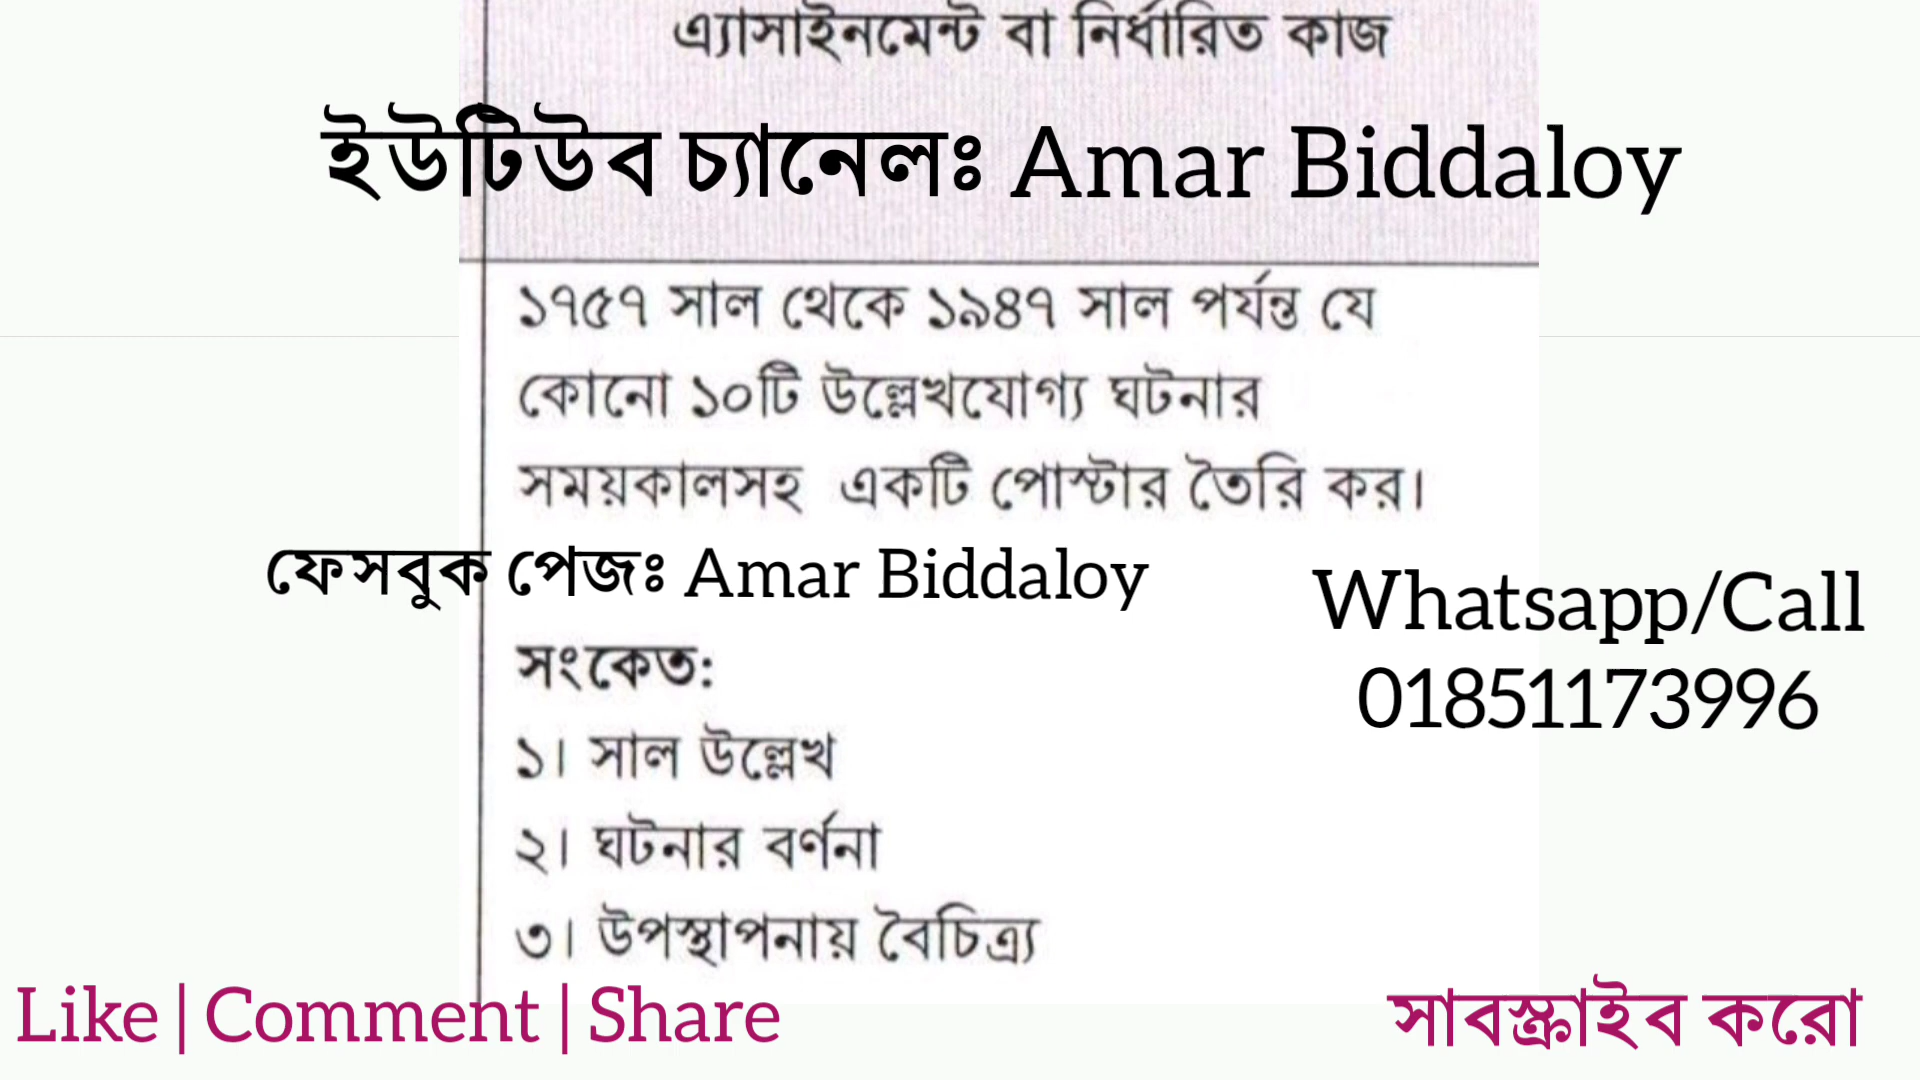 এ্যাসাইনমেন্ট বা নির্ধারিত কাজ
ইউটিউব চ্যানেলঃ Amar Biddaloy
১৭৫৭ সাল থেকে ১৯৪৭ সাল পর্যন্ত যে
কোনো ১০টি উল্লেখযোগ্য ঘটনার
সময়কালসহ একটি পোস্টার তৈরি কর।
ফেসবুক পেজঃ Amar Biddaloy
Whatsapp/Call
01851173996
সংকেত:
১। সাল উল্লেখ
২। ঘটনার বর্ণনা
৩। উপস্থাপনায় বৈচিত্র্য
Like | Comment | Share
সাবস্ক্রাইব করো